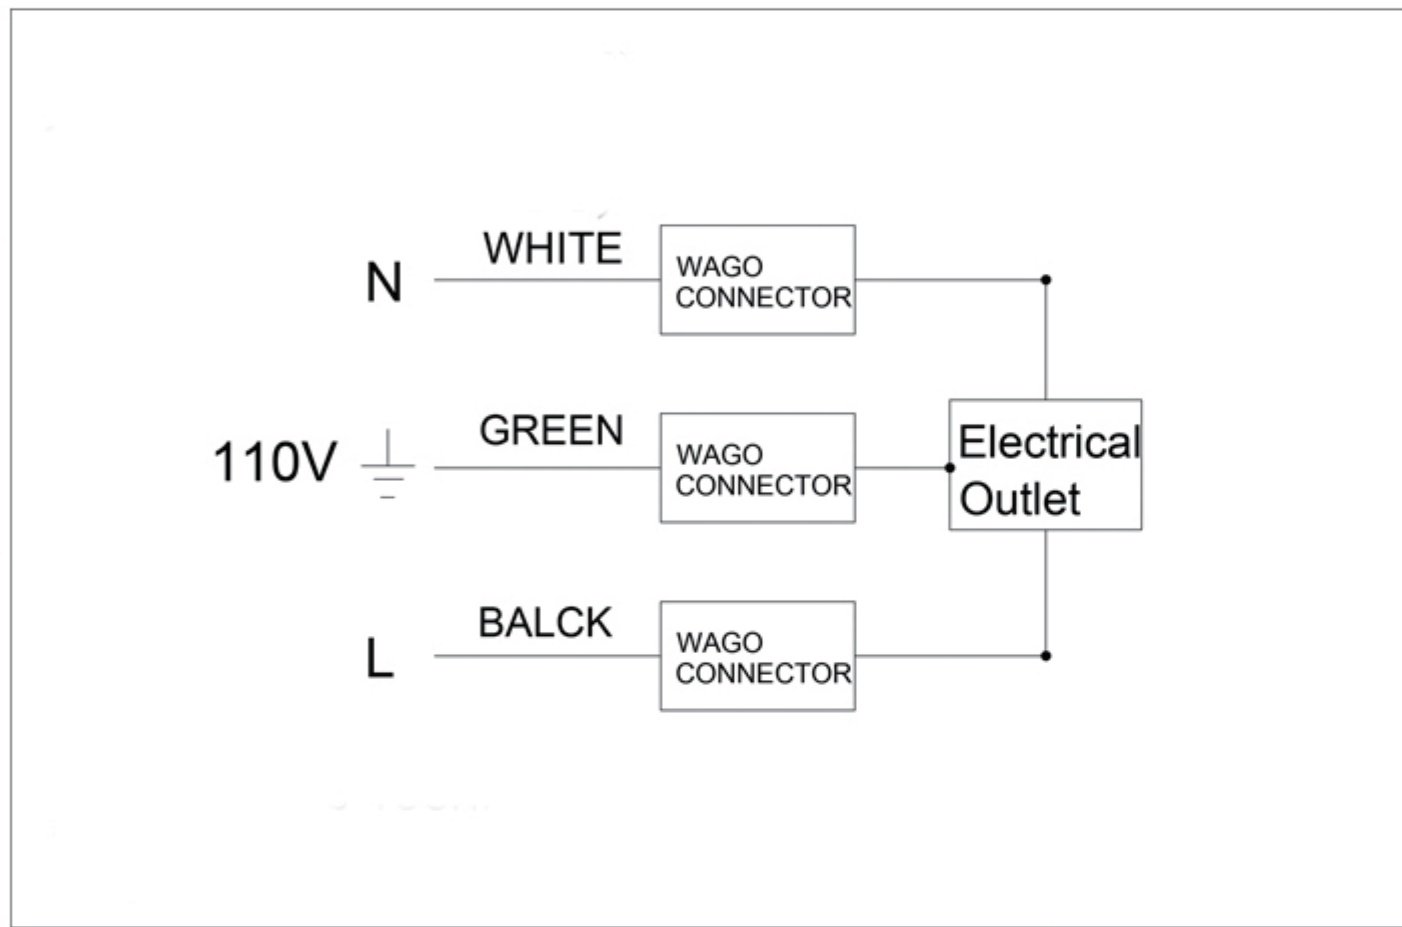 N
WHITE
WAGO
CONNECTOR
110V
GREEN
WAGO
CONNECTOR
Electrical
Outlet
L
BALCK
WAGO
CONNECTOR